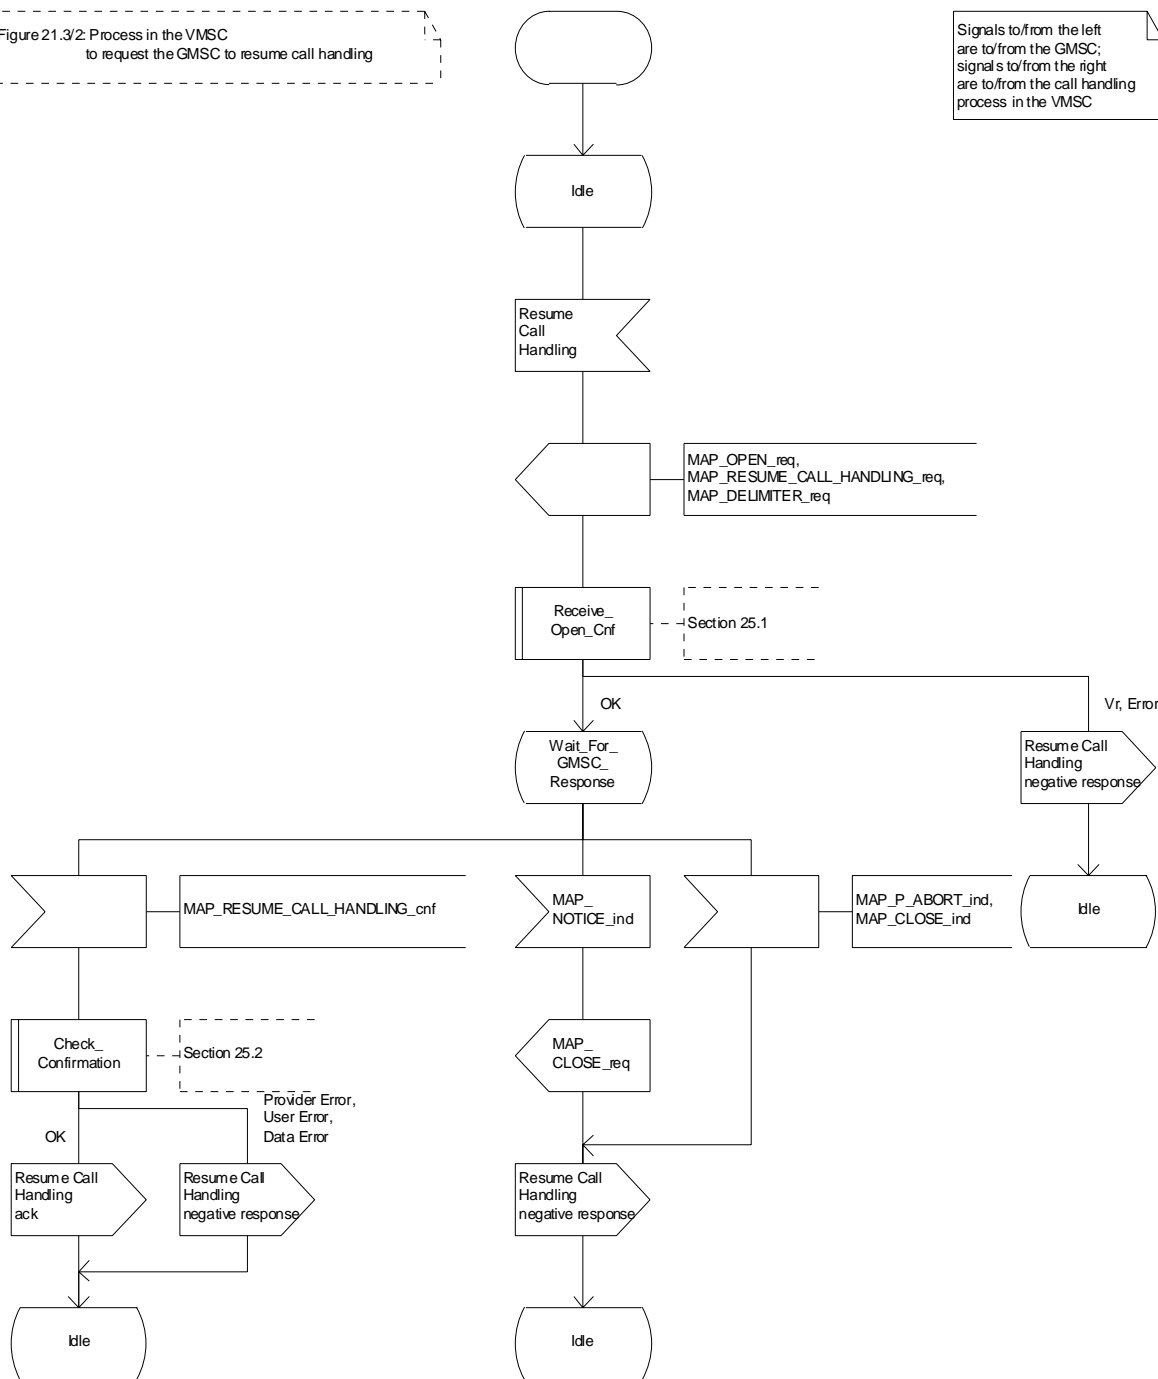 Figure 21.3/2: Process in the VMSC
to request the GMSC to resume call handling
Signals to/from the left
are to/from the GMSC;
signals to/from the right
are to/from the call handling
process in the VMSC
Idle
Resume
Call
Handling
MAP_OPEN_req,
MAP_RESUME_CALL_HANDLING_req,
MAP_DELIMITER_req
Receive_
Open_Cnf
Section 25.1
OK
Vr, Error
Wait_For_
GMSC_
Response
Resume Call
Handling
negative response
MAP_RESUME_CALL_HANDLING_cnf
MAP_
NOTICE_ind
MAP_P_ABORT_ind,
MAP_CLOSE_ind
Idle
Check_
Confirmation
Section 25.2
MAP_
CLOSE_req
Provider Error,
User Error,
Data Error
OK
Resume Call
Handling
ack
Resume Call
Handling
negative response
Resume Call
Handling
negative response
Idle
Idle